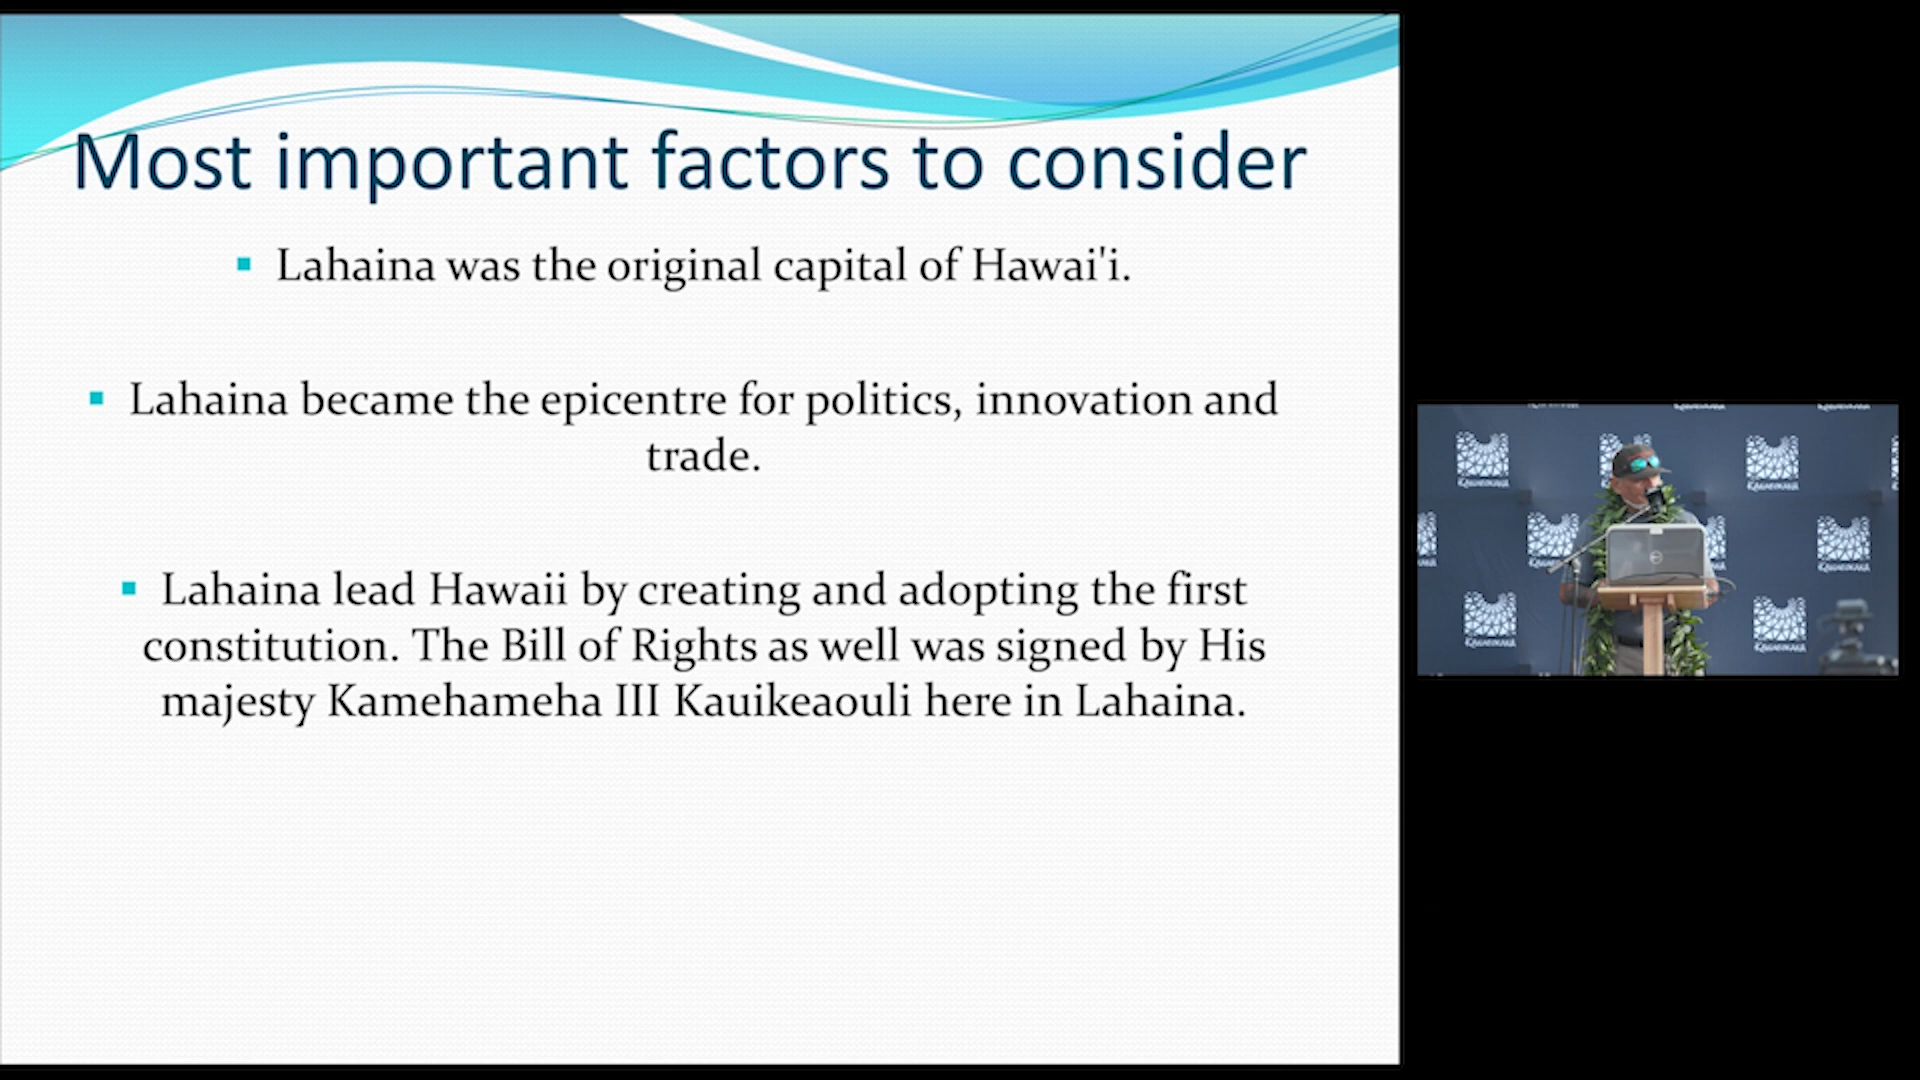 Most important factors to consider
▪ Lahaina was the original capital of Hawai'i.
▪ Lahaina became the epicentre for politics, innovation and
trade.
▪ Lahaina lead Hawaii by creating and adopting the first
constitution. The Bill of Rights as well was signed by His
majesty Kamehameha III Kauikeaouli here in Lahaina.